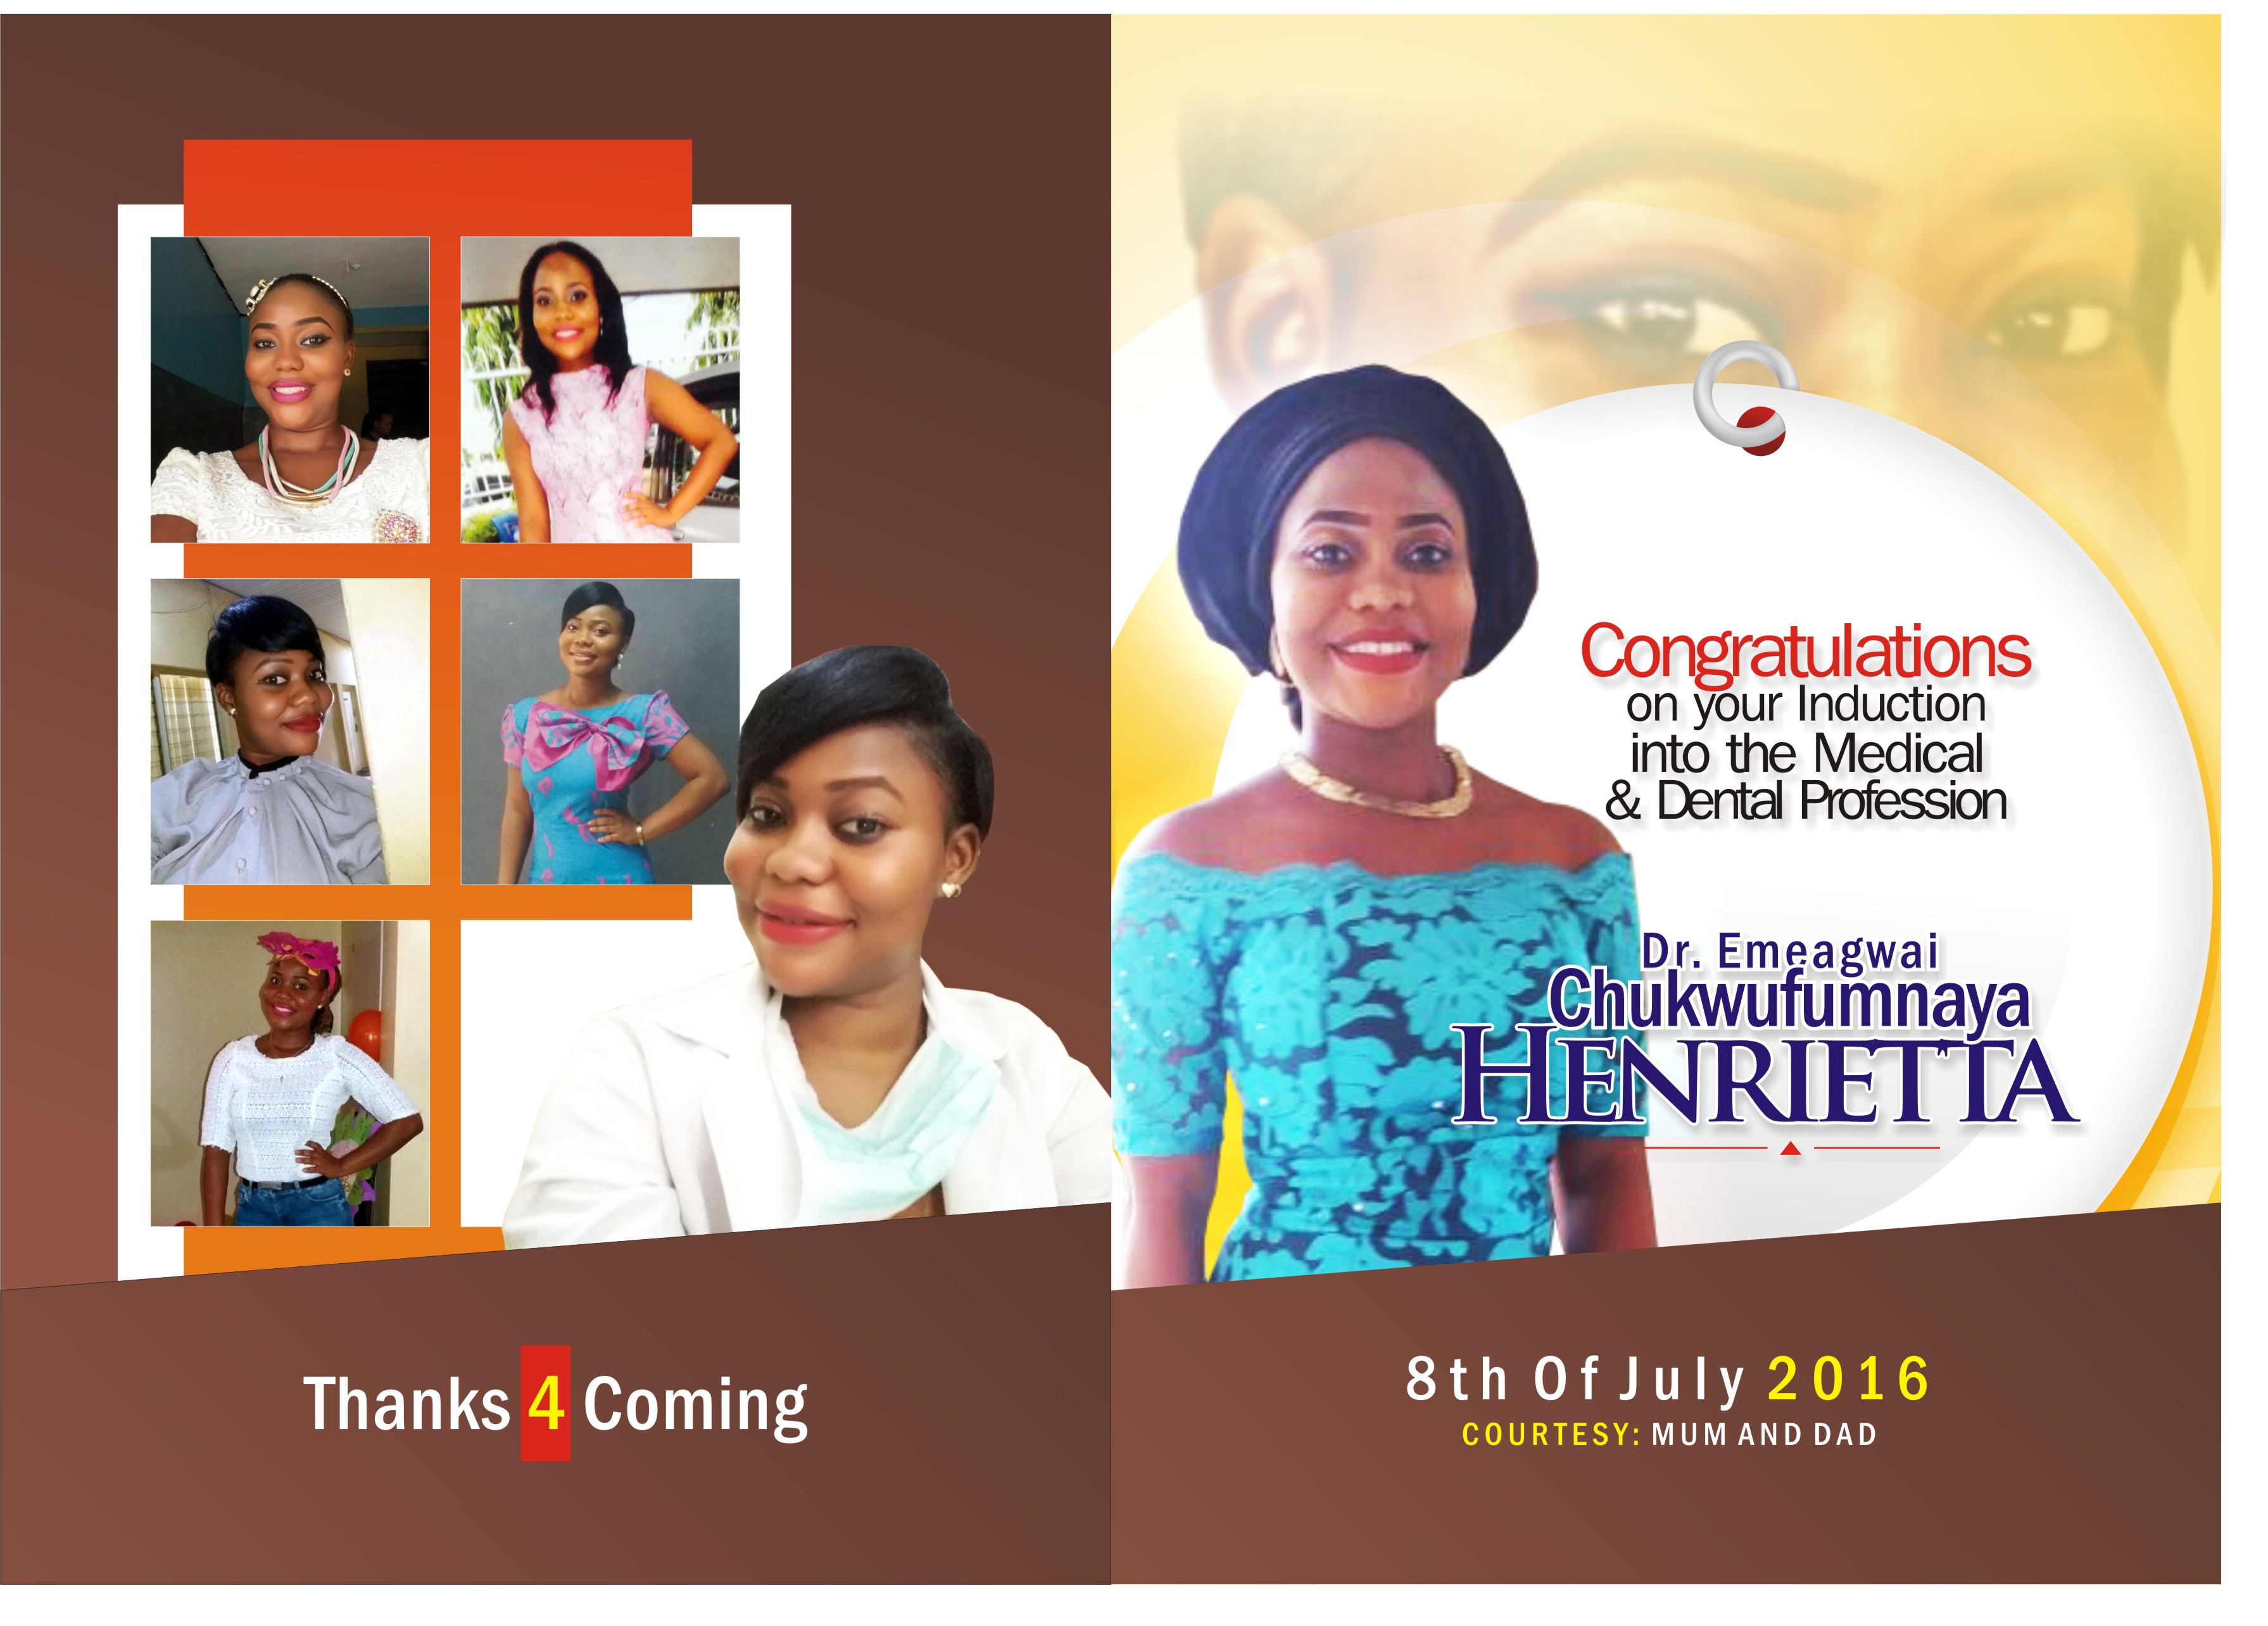 Thanks 4 Coming
Congratulations
on your Induction
into the Medical
& Dental Profession
Dr. Emeagwai
Chukwufumnaya
HENRIETTA
8th Of July 2016
COURTESY: MUM AND DAD